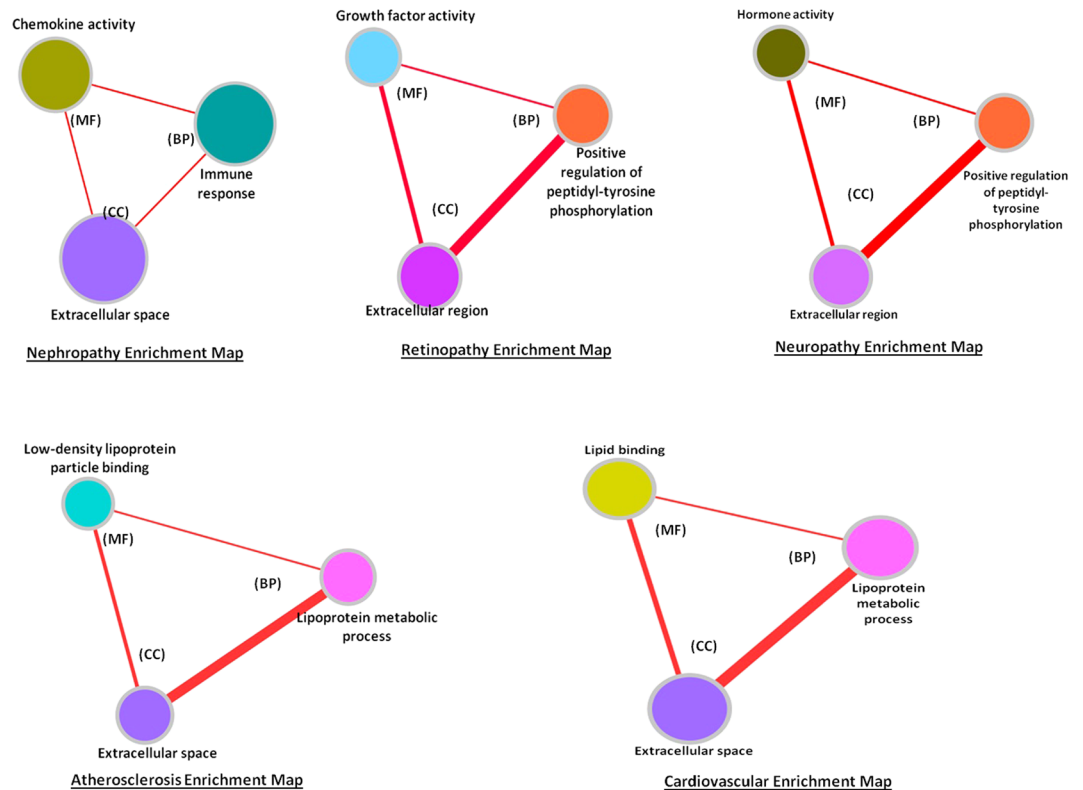 Chemokine activity
(MF)
(BP)
Immune
response
(CC)
Extracellular space
Nephropathy Enrichment Map
Growth factor activity
(MF)
(BP)
Positive
regulation of
peptidyl-tyrosine
phosphorylation
(CC)
Extracellular region
Retinopathy Enrichment Map
Hormone activity
(MF)
(BP)
Positive regulation
of peptidyl-
tyrosine
phosphorylation
(CC)
Extracellular region
Neuropathy Enrichment Map
Low-density lipoprotein
particle binding
(MF)
(BP)
Lipoprotein metabolic
process
(CC)
Extracellular space
Atherosclerosis Enrichment Map
Lipid binding
(MF)
(BP)
Lipoprotein
metabolic
process
(CC)
Extracellular space
Cardiovascular Enrichment Map